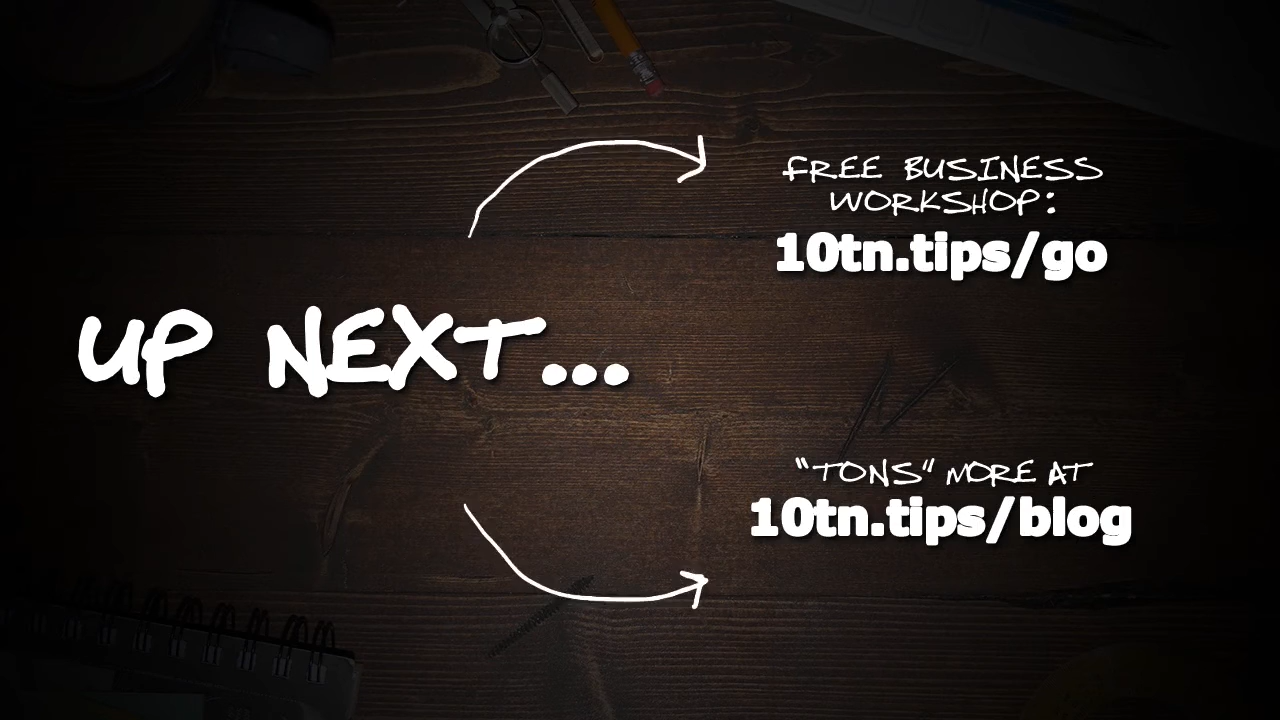 UP NEXT...
FREE BUSINESS
WORKSHOP:
10tn.tips/go
"TONS" MORE AT
10tn.tips/blog